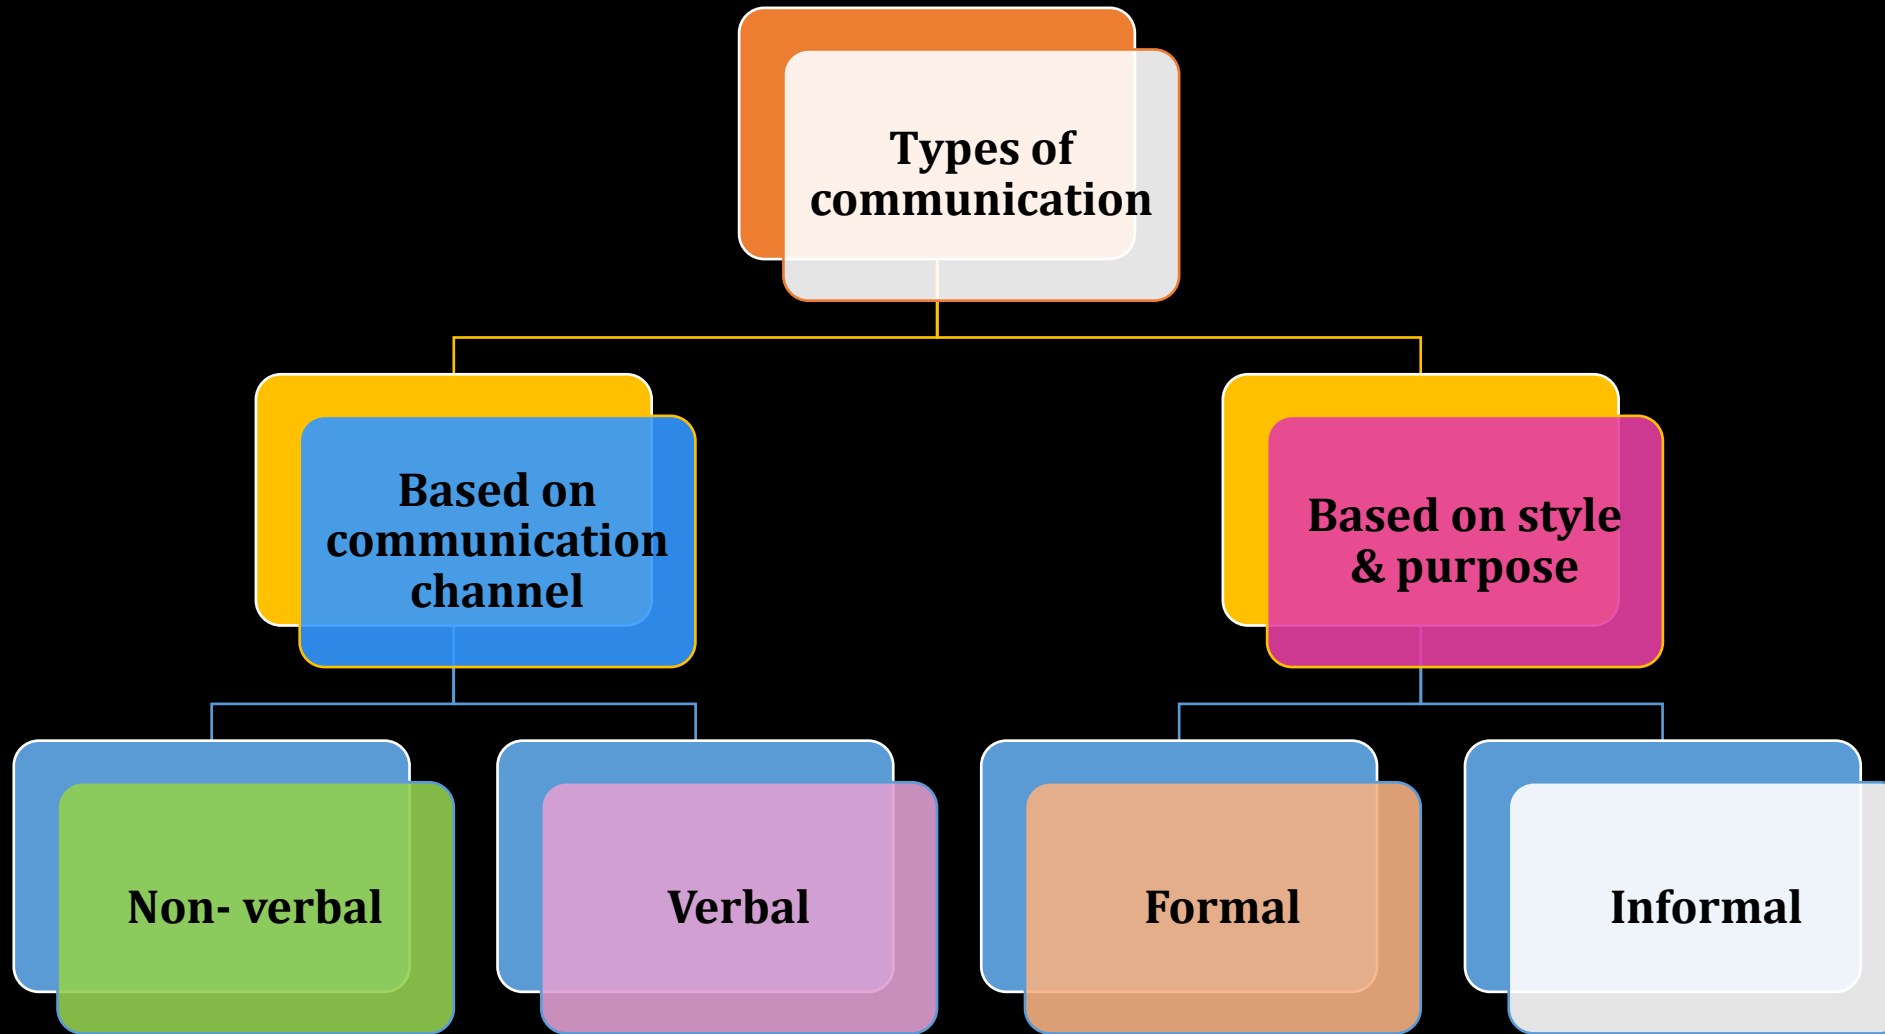 Types of
communication
Based on
communication
channel
Based on style
& purpose
Non- verbal
Verbal
Formal
Informal